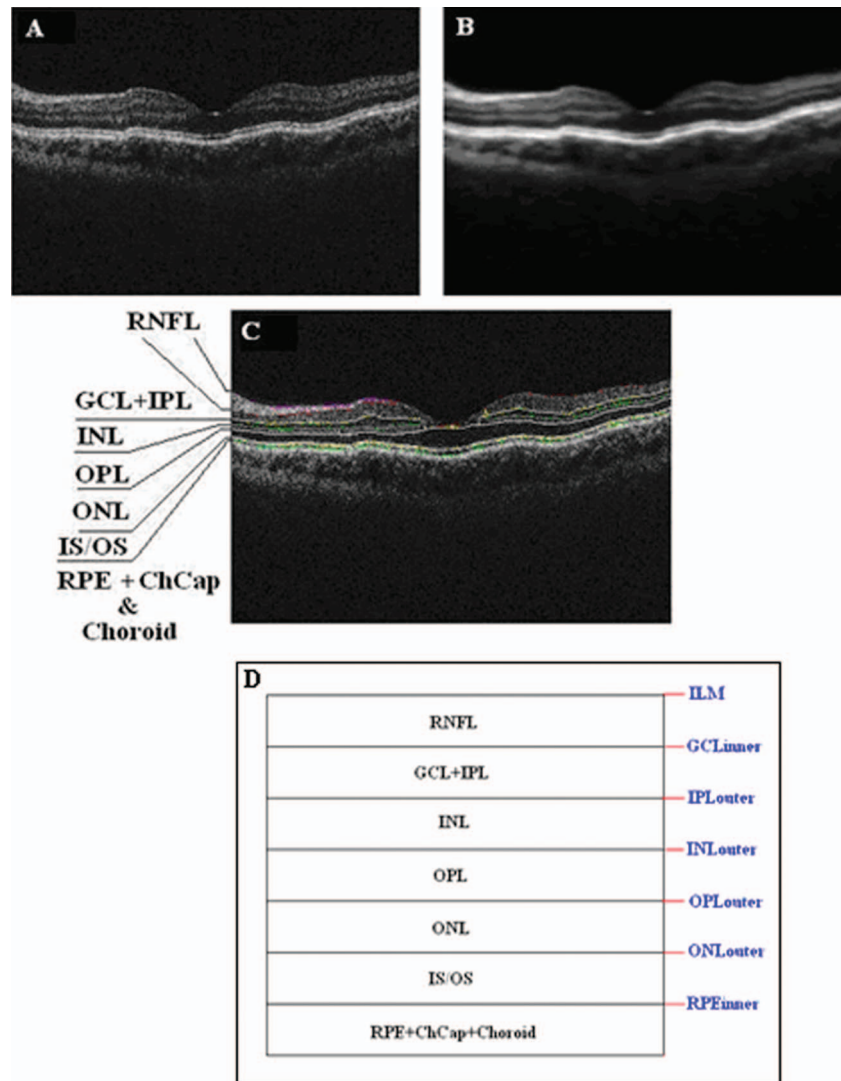 A
B
RNFL
C
GCL+IPL
INL
OPL
ONL
IS/OS
RPE + ChCap
&
Choroid
D
ILM
RNFL
GCLinner
GCL+IPL
IPLouter
INL
INLouter
OPL
OPLouter
ONL
ONLouter
IS/OS
RPEinner
RPE+ChCap+Choroid